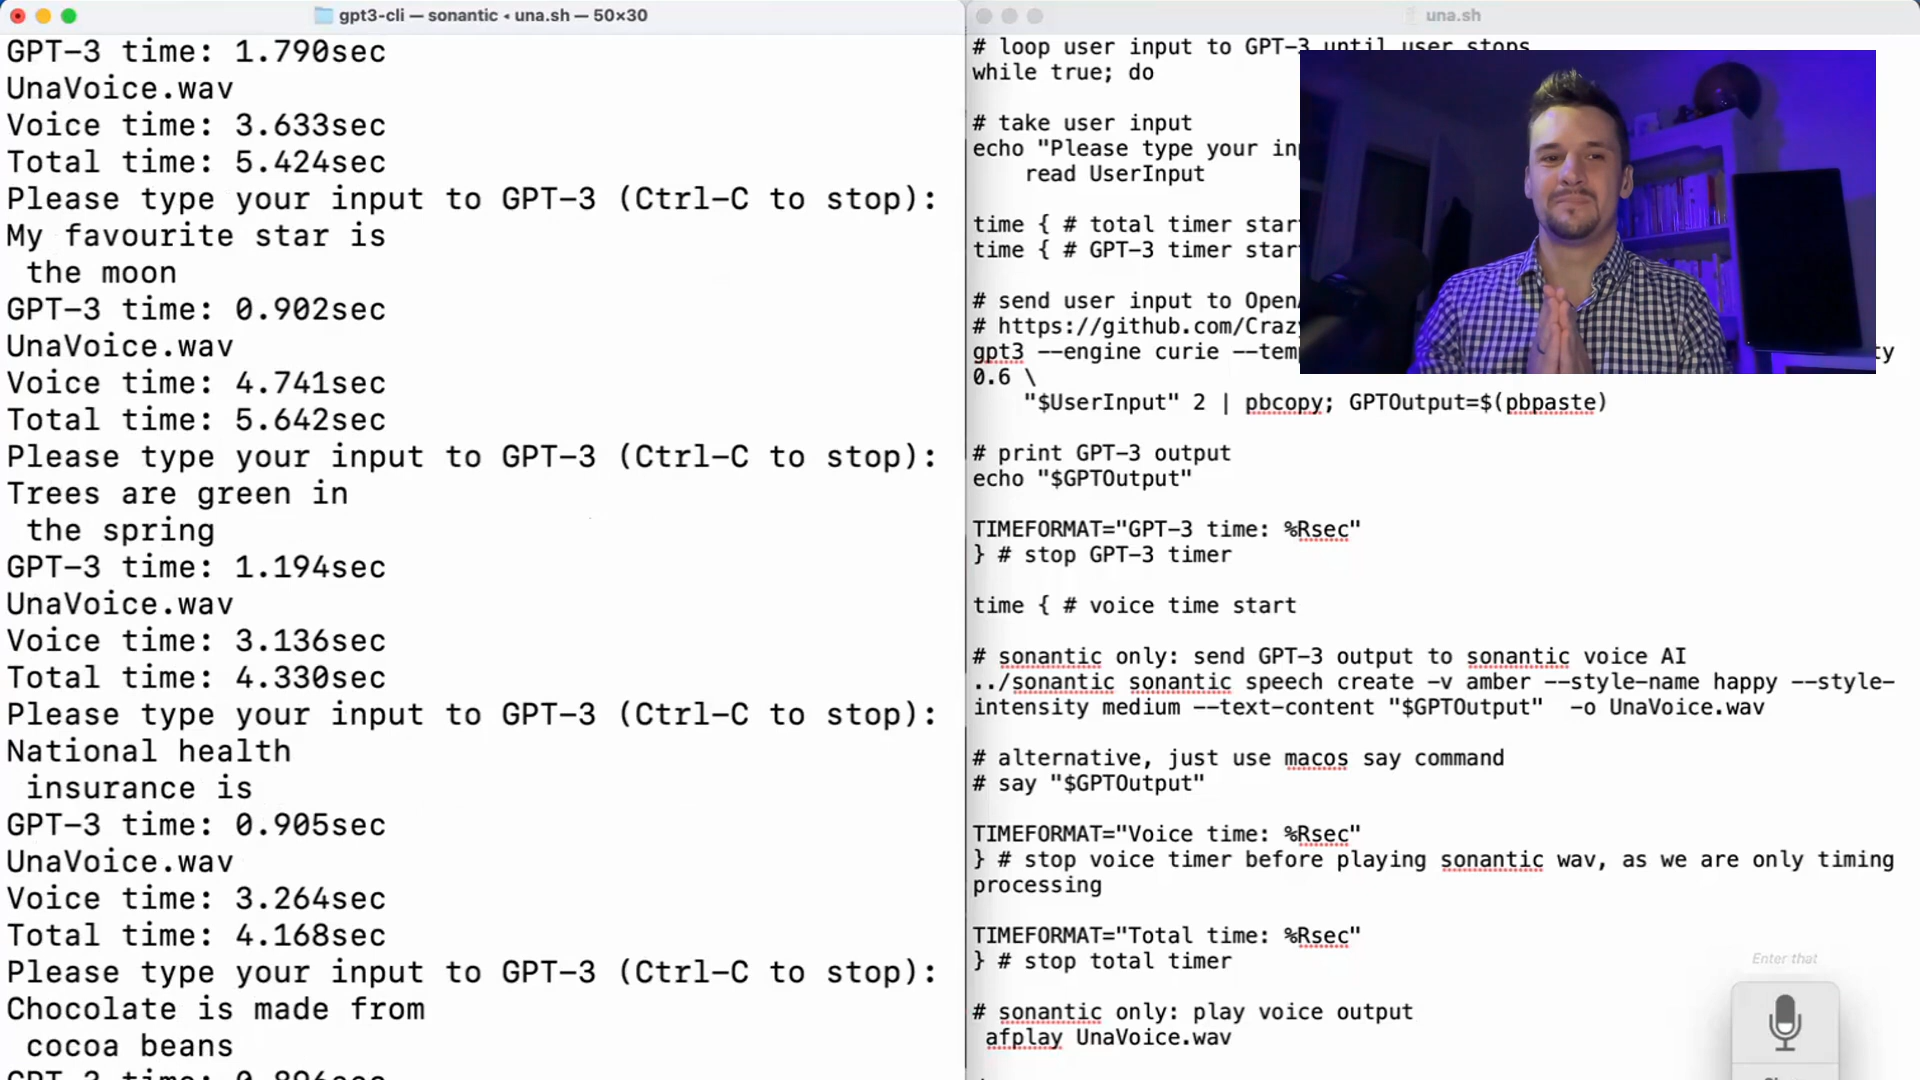 gpt3-cli — sonantic ◂ una.sh — 50×30
GPT-3 time: 1.790sec
UnaVoice.wav
Voice time: 3.633sec
Total time: 5.424sec
Please type your input to GPT-3 (Ctrl-C to stop):
My favourite star is
 the moon
GPT-3 time: 0.902sec
UnaVoice.wav
Voice time: 4.741sec
Total time: 5.642sec
Please type your input to GPT-3 (Ctrl-C to stop):
Trees are green in
 the spring
GPT-3 time: 1.194sec
UnaVoice.wav
Voice time: 3.136sec
Total time: 4.330sec
Please type your input to GPT-3 (Ctrl-C to stop):
National health
 insurance is
GPT-3 time: 0.905sec
UnaVoice.wav
Voice time: 3.264sec
Total time: 4.168sec
Please type your input to GPT-3 (Ctrl-C to stop):
Chocolate is made from
 cocoa beans
GPT-3 time: 0.896sec
una.sh
# loop user input to GPT-3 until user stops
while true; do
# take user input
echo "Please type your in
read UserInput
time { # total timer star
time { # GPT-3 timer star
# send user input to Open
# https://github.com/Craz
gpt3 --engine curie --tem
ty
0.6 \
"$UserInput" 2 | pbcopy; GPTOutput=$(pbpaste)
# print GPT-3 output
echo "$GPTOutput"
TIMEFORMAT="GPT-3 time: %Rsec"
} # stop GPT-3 timer
time { # voice time start
# sonantic only: send GPT-3 output to sonantic voice AI
../sonantic sonantic speech create -v amber --style-name happy --style-
intensity medium --text-content "$GPTOutput"  -o UnaVoice.wav
# alternative, just use macos say command
# say "$GPTOutput"
TIMEFORMAT="Voice time: %Rsec"
} # stop voice timer before playing sonantic wav, as we are only timing
processing
TIMEFORMAT="Total time: %Rsec"
} # stop total timer
# sonantic only: play voice output
 afplay UnaVoice.wav
Enter that